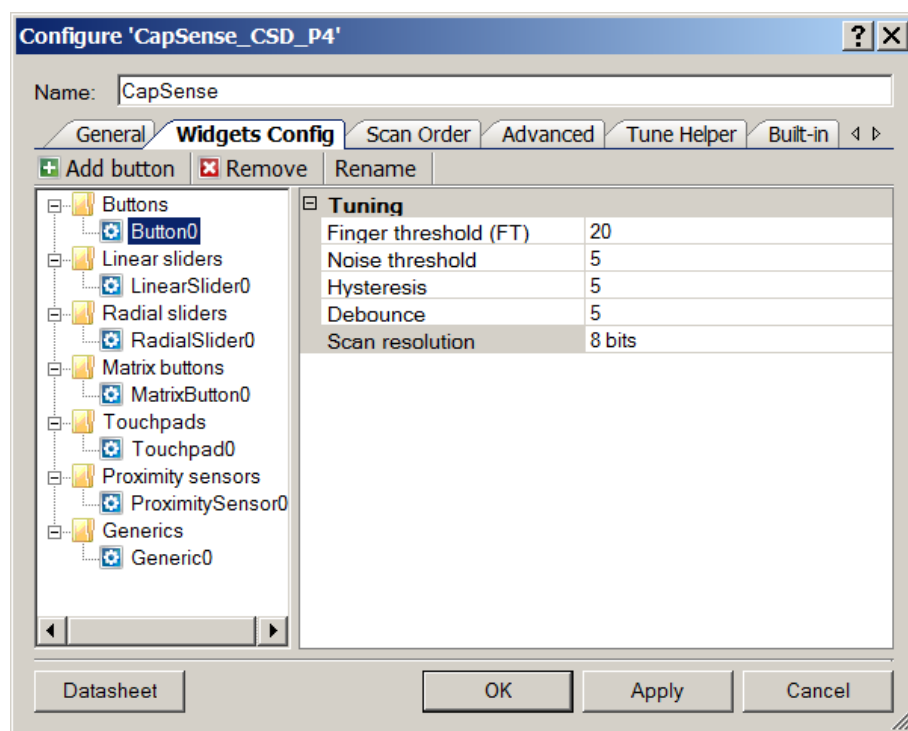 Configure 'CapSense_CSD_P4'
Name: CapSense
General Widgets Config Scan Order Advanced Tune Helper Built-in
Add button Remove Rename
Buttons
Button0
Linear sliders
LinearSlider0
Radial sliders
RadialSlider0
Matrix buttons
MatrixButton0
Touchpads
Touchpad0
Proximity sensors
ProximitySensor0
Generics
Generic0
Tuning
Finger threshold (FT) 20
Noise threshold 5
Hysteresis 5
Debounce 5
Scan resolution 8 bits
Datasheet OK Apply Cancel